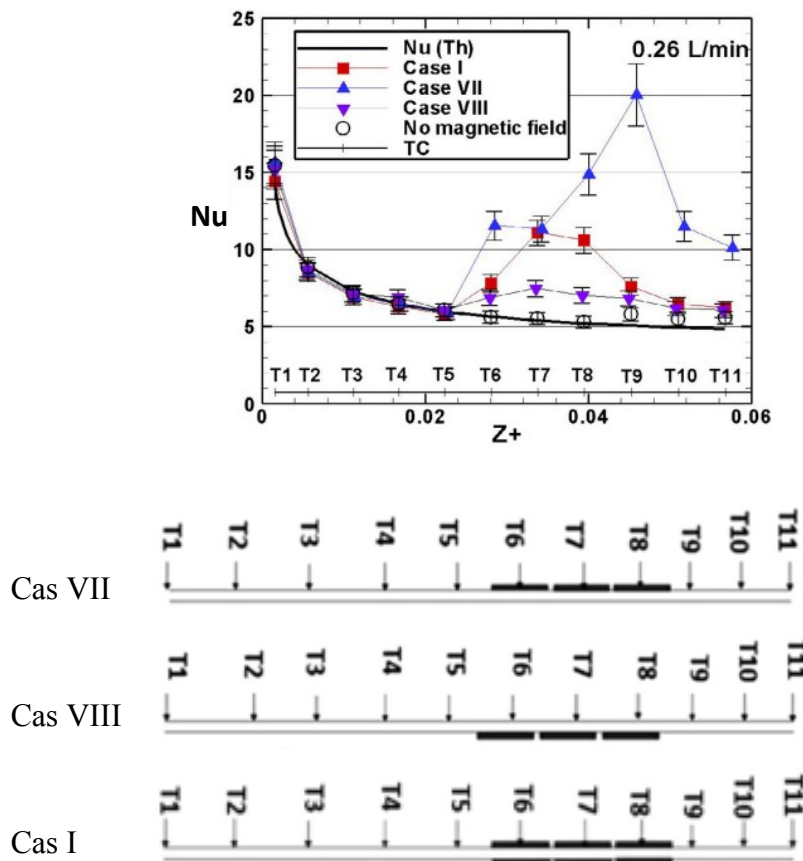 25
Nu (Th)
Case I
Case VII
Case VIII
No magnetic field
TC
0.26 L/min
20
15
Nu
10
5
T1 T2 T3 T4 T5 T6 T7 T8 T9 T10 T11
0
0 0.02 0.04 0.06
Z+
T1 T2 T3 T4 T5 T6 T7 T8 T9 T10 T11
Cas VII
T1 T2 T3 T4 T5 T6 T7 T8 T9 T10 T11
Cas VIII
T1 T2 T3 T4 T5 T6 T7 T8 T9 T10 T11
Cas I